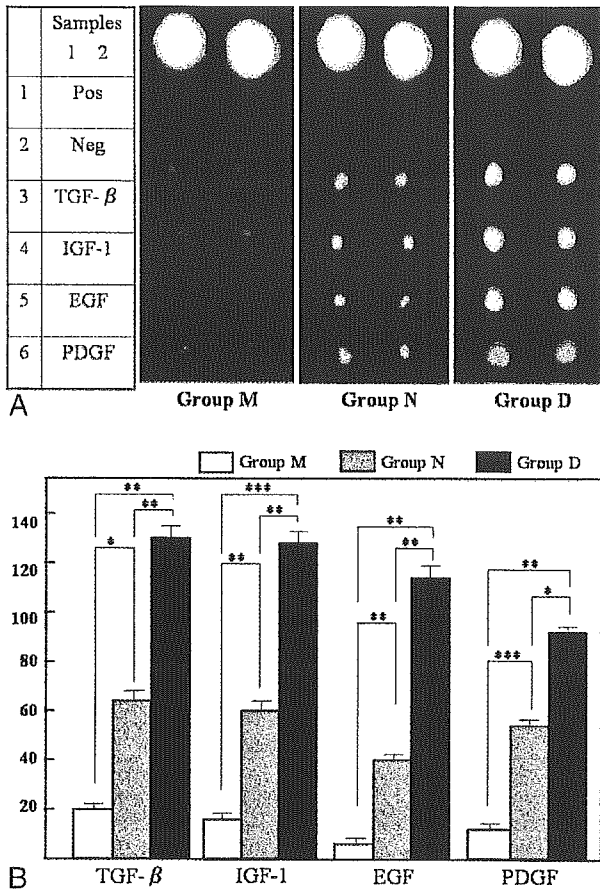 Samples
1 2
1 Pos
2 Neg
3 TGF-β
4 IGF-1
5 EGF
6 PDGF
A
Group M Group N Group D
Group M Group N Group D
** *** ** **
* ** ** ** ** ** *** *
140
120
100
80
60
40
20
B
TGF-β IGF-1 EGF PDGF